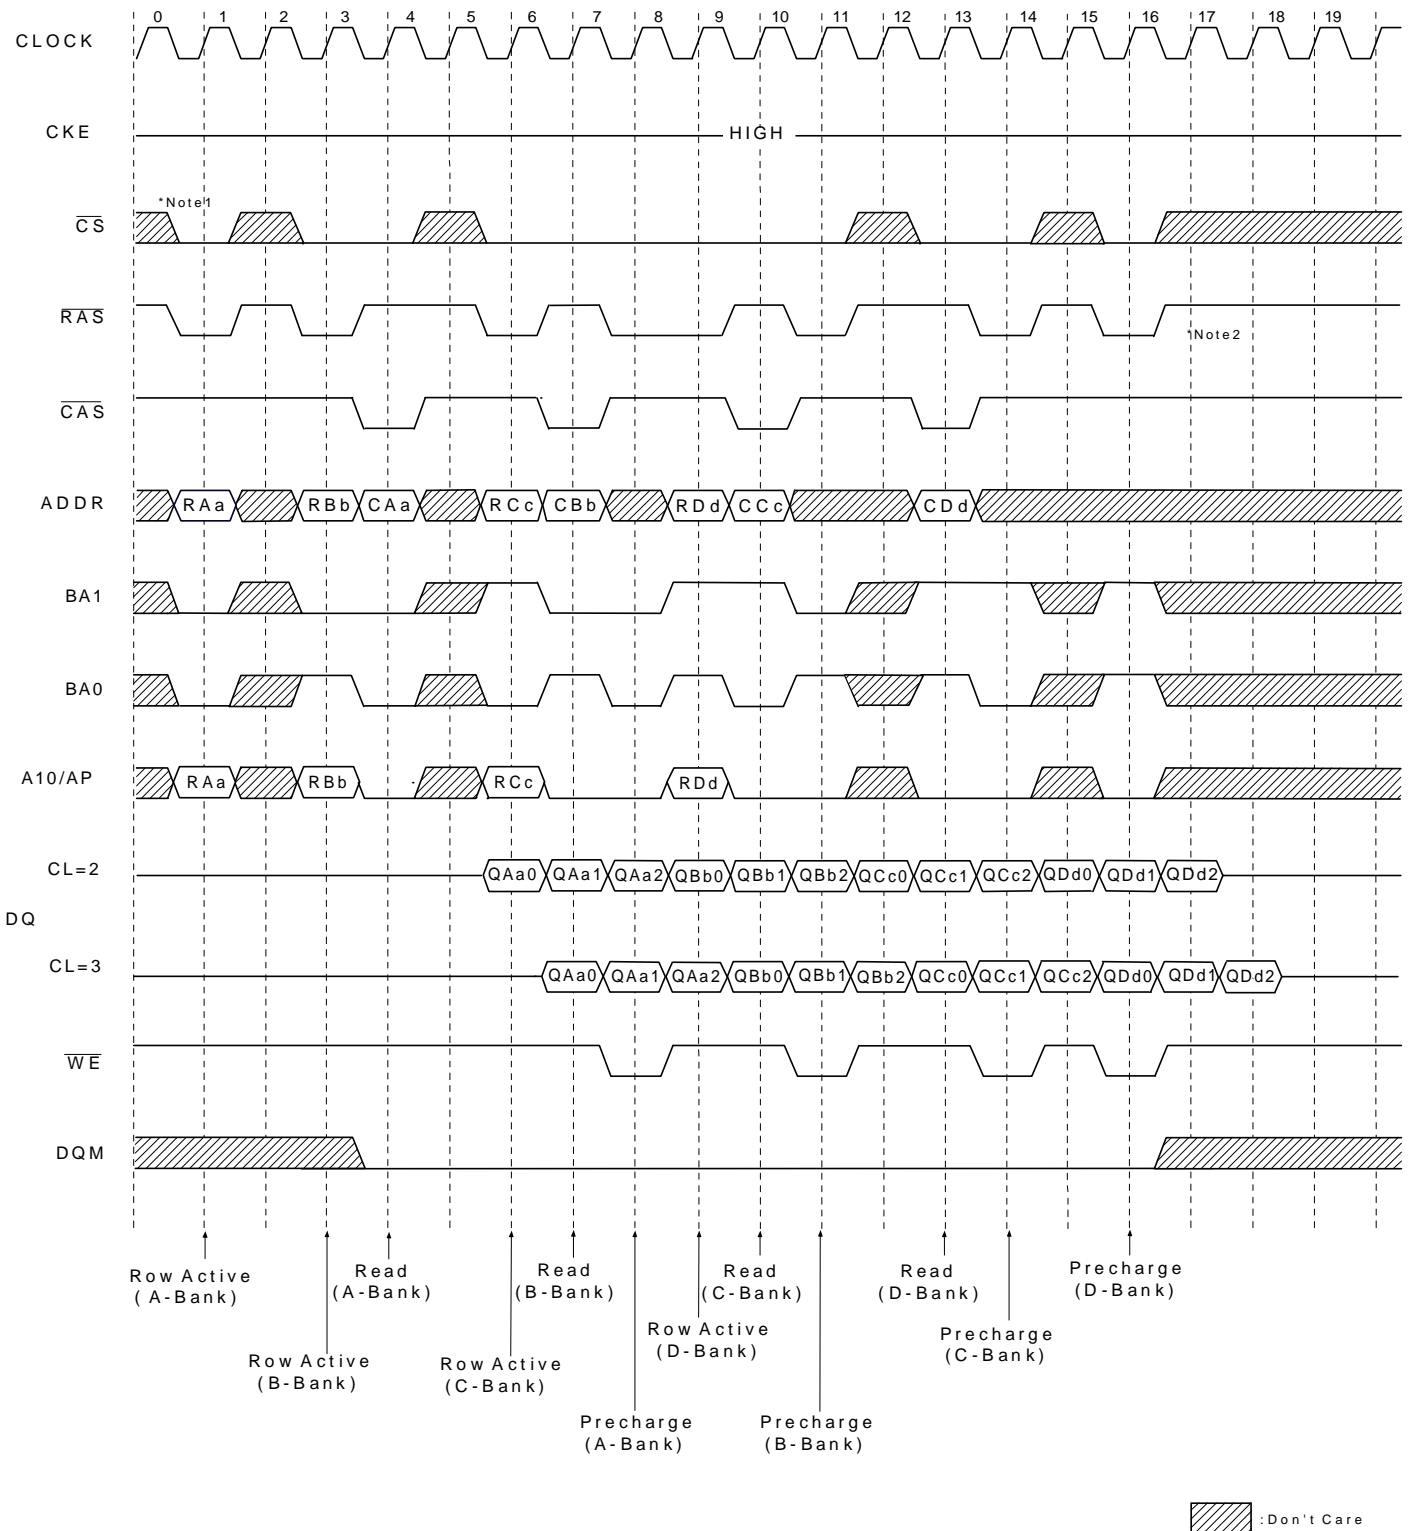 0 1 2 3 4 5 6 7 8 9 10 11 12 13 14 15 16 17 18 19
CLOCK
CKE
HIGH
*Note1
CS
RAS
*Note2
CAS
ADDR
RAa RBb CAa RCc CBb RDd CCc CDd
BA1
BA0
A10/AP
RAa RBb RCc RDd
CL=2
QAa0 QAa1 QAa2 QBb0 QBb1 QBb2 QCc0 QCc1 QCc2 QDd0 QDd1 QDd2
DQ
CL=3
QAa0 QAa1 QAa2 QBb0 QBb1 QBb2 QCc0 QCc1 QCc2 QDd0 QDd1 QDd2
WE
DQM
Row Active
(A-Bank)
Read
(A-Bank)
Read
(B-Bank)
Read
(C-Bank)
Read
(D-Bank)
Precharge
(D-Bank)
Row Active
(B-Bank)
Row Active
(C-Bank)
Row Active
(D-Bank)
Precharge
(C-Bank)
Precharge
(A-Bank)
Precharge
(B-Bank)
:Don't Care